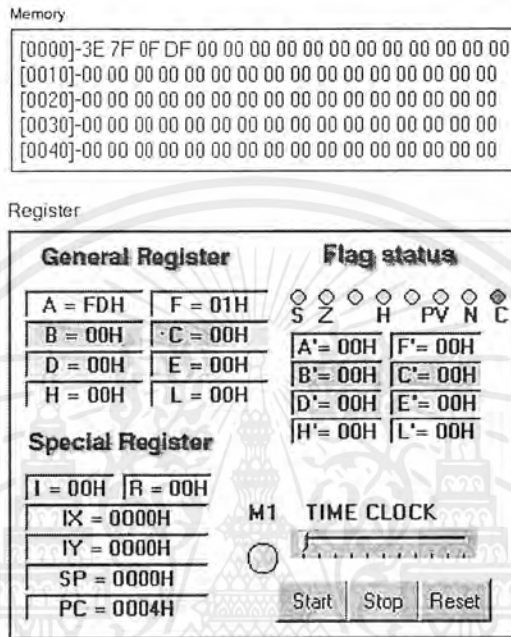 Memory
[0000]-3E 7F 0F DF 00 00 00 00 00 00 00 00 00 00 00 00
[0010]-00 00 00 00 00 00 00 00 00 00 00 00 00 00 00 00
[0020]-00 00 00 00 00 00 00 00 00 00 00 00 00 00 00 00
[0030]-00 00 00 00 00 00 00 00 00 00 00 00 00 00 00 00
[0040]-00 00 00 00 00 00 00 00 00 00 00 00 00 00 00 00
Register
General Register
A = FDH F = 01H
B = 00H C = 00H
D = 00H E = 00H
H = 00H L = 00H
Flag status
S Z H PV N C
A'= 00H F'= 00H
B'= 00H C'= 00H
D'= 00H E'= 00H
H'= 00H L'= 00H
Special Register
I = 00H R = 00H
IX = 0000H
IY = 0000H
SP = 0000H
PC = 0004H
M1 TIME CLOCK
Start Stop Reset